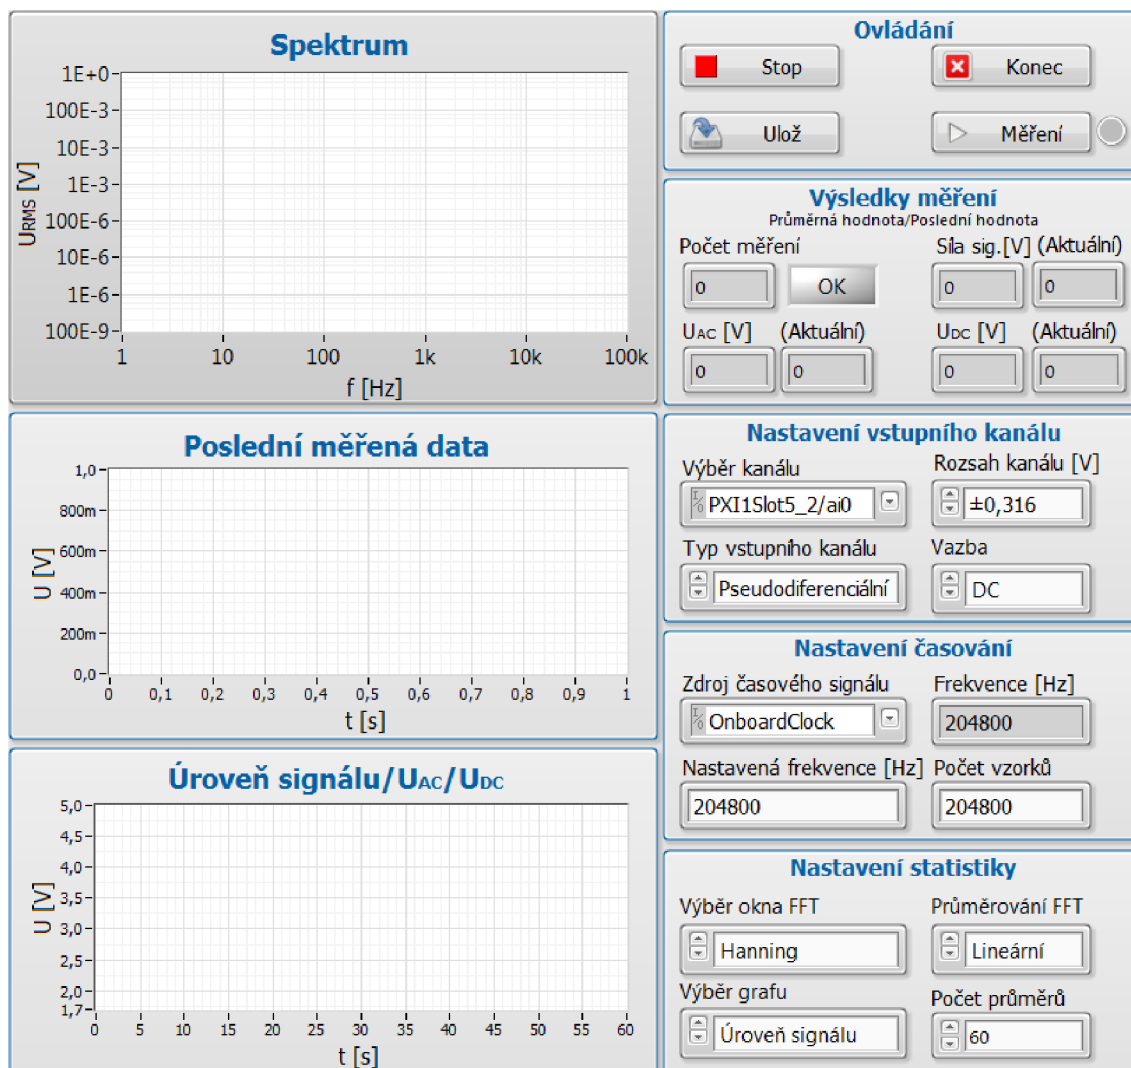 Spektrum
1E+0
100E-3
10E-3
1E-3
100E-6
10E-6
1E-6
100E-9
URMS [V]
1 10 100 1k 10k 100k
f [Hz]
Poslední měřená data
1,0
800m
600m
400m
200m
0,0
U [V]
0 0,1 0,2 0,3 0,4 0,5 0,6 0,7 0,8 0,9 1
t [s]
Úroveň signálu/UAC/UDC
5,0
4,5
4,0
3,5
3,0
2,5
2,0
1,7
U [V]
0 5 10 15 20 25 30 35 40 45 50 55 60
t [s]
Ovládání
Stop Konec
Ulož Měření
Výsledky měření
Průměrná hodnota/Poslední hodnota
Počet měření Síla sig.[V] (Aktuální)
0 OK 0 0
UAC [V] (Aktuální) UDC [V] (Aktuální)
0 0 0 0
Nastavení vstupního kanálu
Výběr kanálu Rozsah kanálu [V]
I/O PXI1Slot5_2/ai0 ±0,316
Typ vstupního kanálu Vazba
Pseudodiferenciální DC
Nastavení časování
Zdroj časového signálu Frekvence [Hz]
I/O OnboardClock 204800
Nastavená frekvence [Hz] Počet vzorků
204800 204800
Nastavení statistiky
Výběr okna FFT Průměrování FFT
Hanning Lineární
Výběr grafu Počet průměrů
Úroveň signálu 60